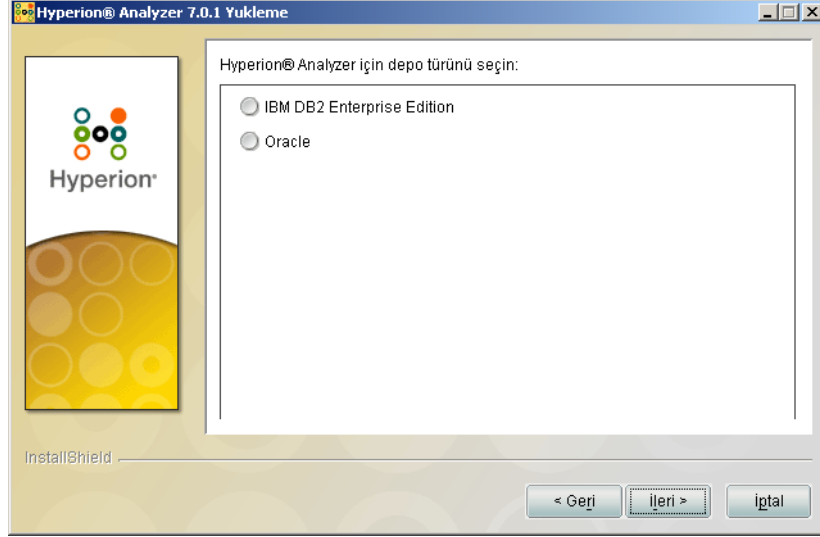 Hyperion® Analyzer 7.0.1 Yukleme
Hyperion® Analyzer için depo türünü seçin:
IBM DB2 Enterprise Edition
Oracle
Hyperion
InstallShield
< Geri
İleri >
İptal